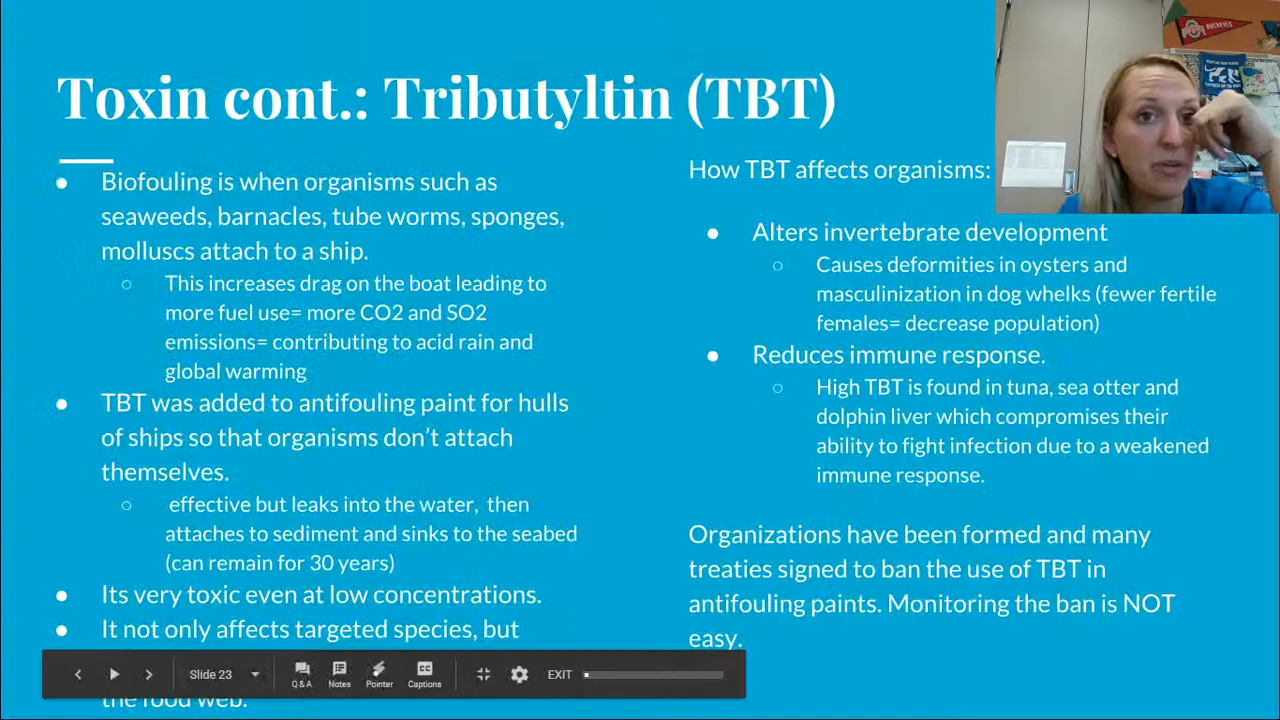 Toxin cont.: Tributyltin (TBT)
● Biofouling is when organisms such as
seaweeds, barnacles, tube worms, sponges,
molluscs attach to a ship.
○ This increases drag on the boat leading to
more fuel use= more CO2 and SO2
emissions= contributing to acid rain and
global warming
● TBT was added to antifouling paint for hulls
of ships so that organisms don’t attach
themselves.
○ effective but leaks into the water, then
attaches to sediment and sinks to the seabed
(can remain for 30 years)
● Its very toxic even at low concentrations.
● It not only affects targeted species, but
the food web.
How TBT affects organisms:
● Alters invertebrate development
○ Causes deformities in oysters and
masculinization in dog whelks (fewer fertile
females= decrease population)
● Reduces immune response.
○ High TBT is found in tuna, sea otter and
dolphin liver which compromises their
ability to fight infection due to a weakened
immune response.
Organizations have been formed and many
treaties signed to ban the use of TBT in
antifouling paints. Monitoring the ban is NOT
easy.
BUCKEYES
Slide 23
Q & A
Notes
Pointer
CC
Captions
EXIT